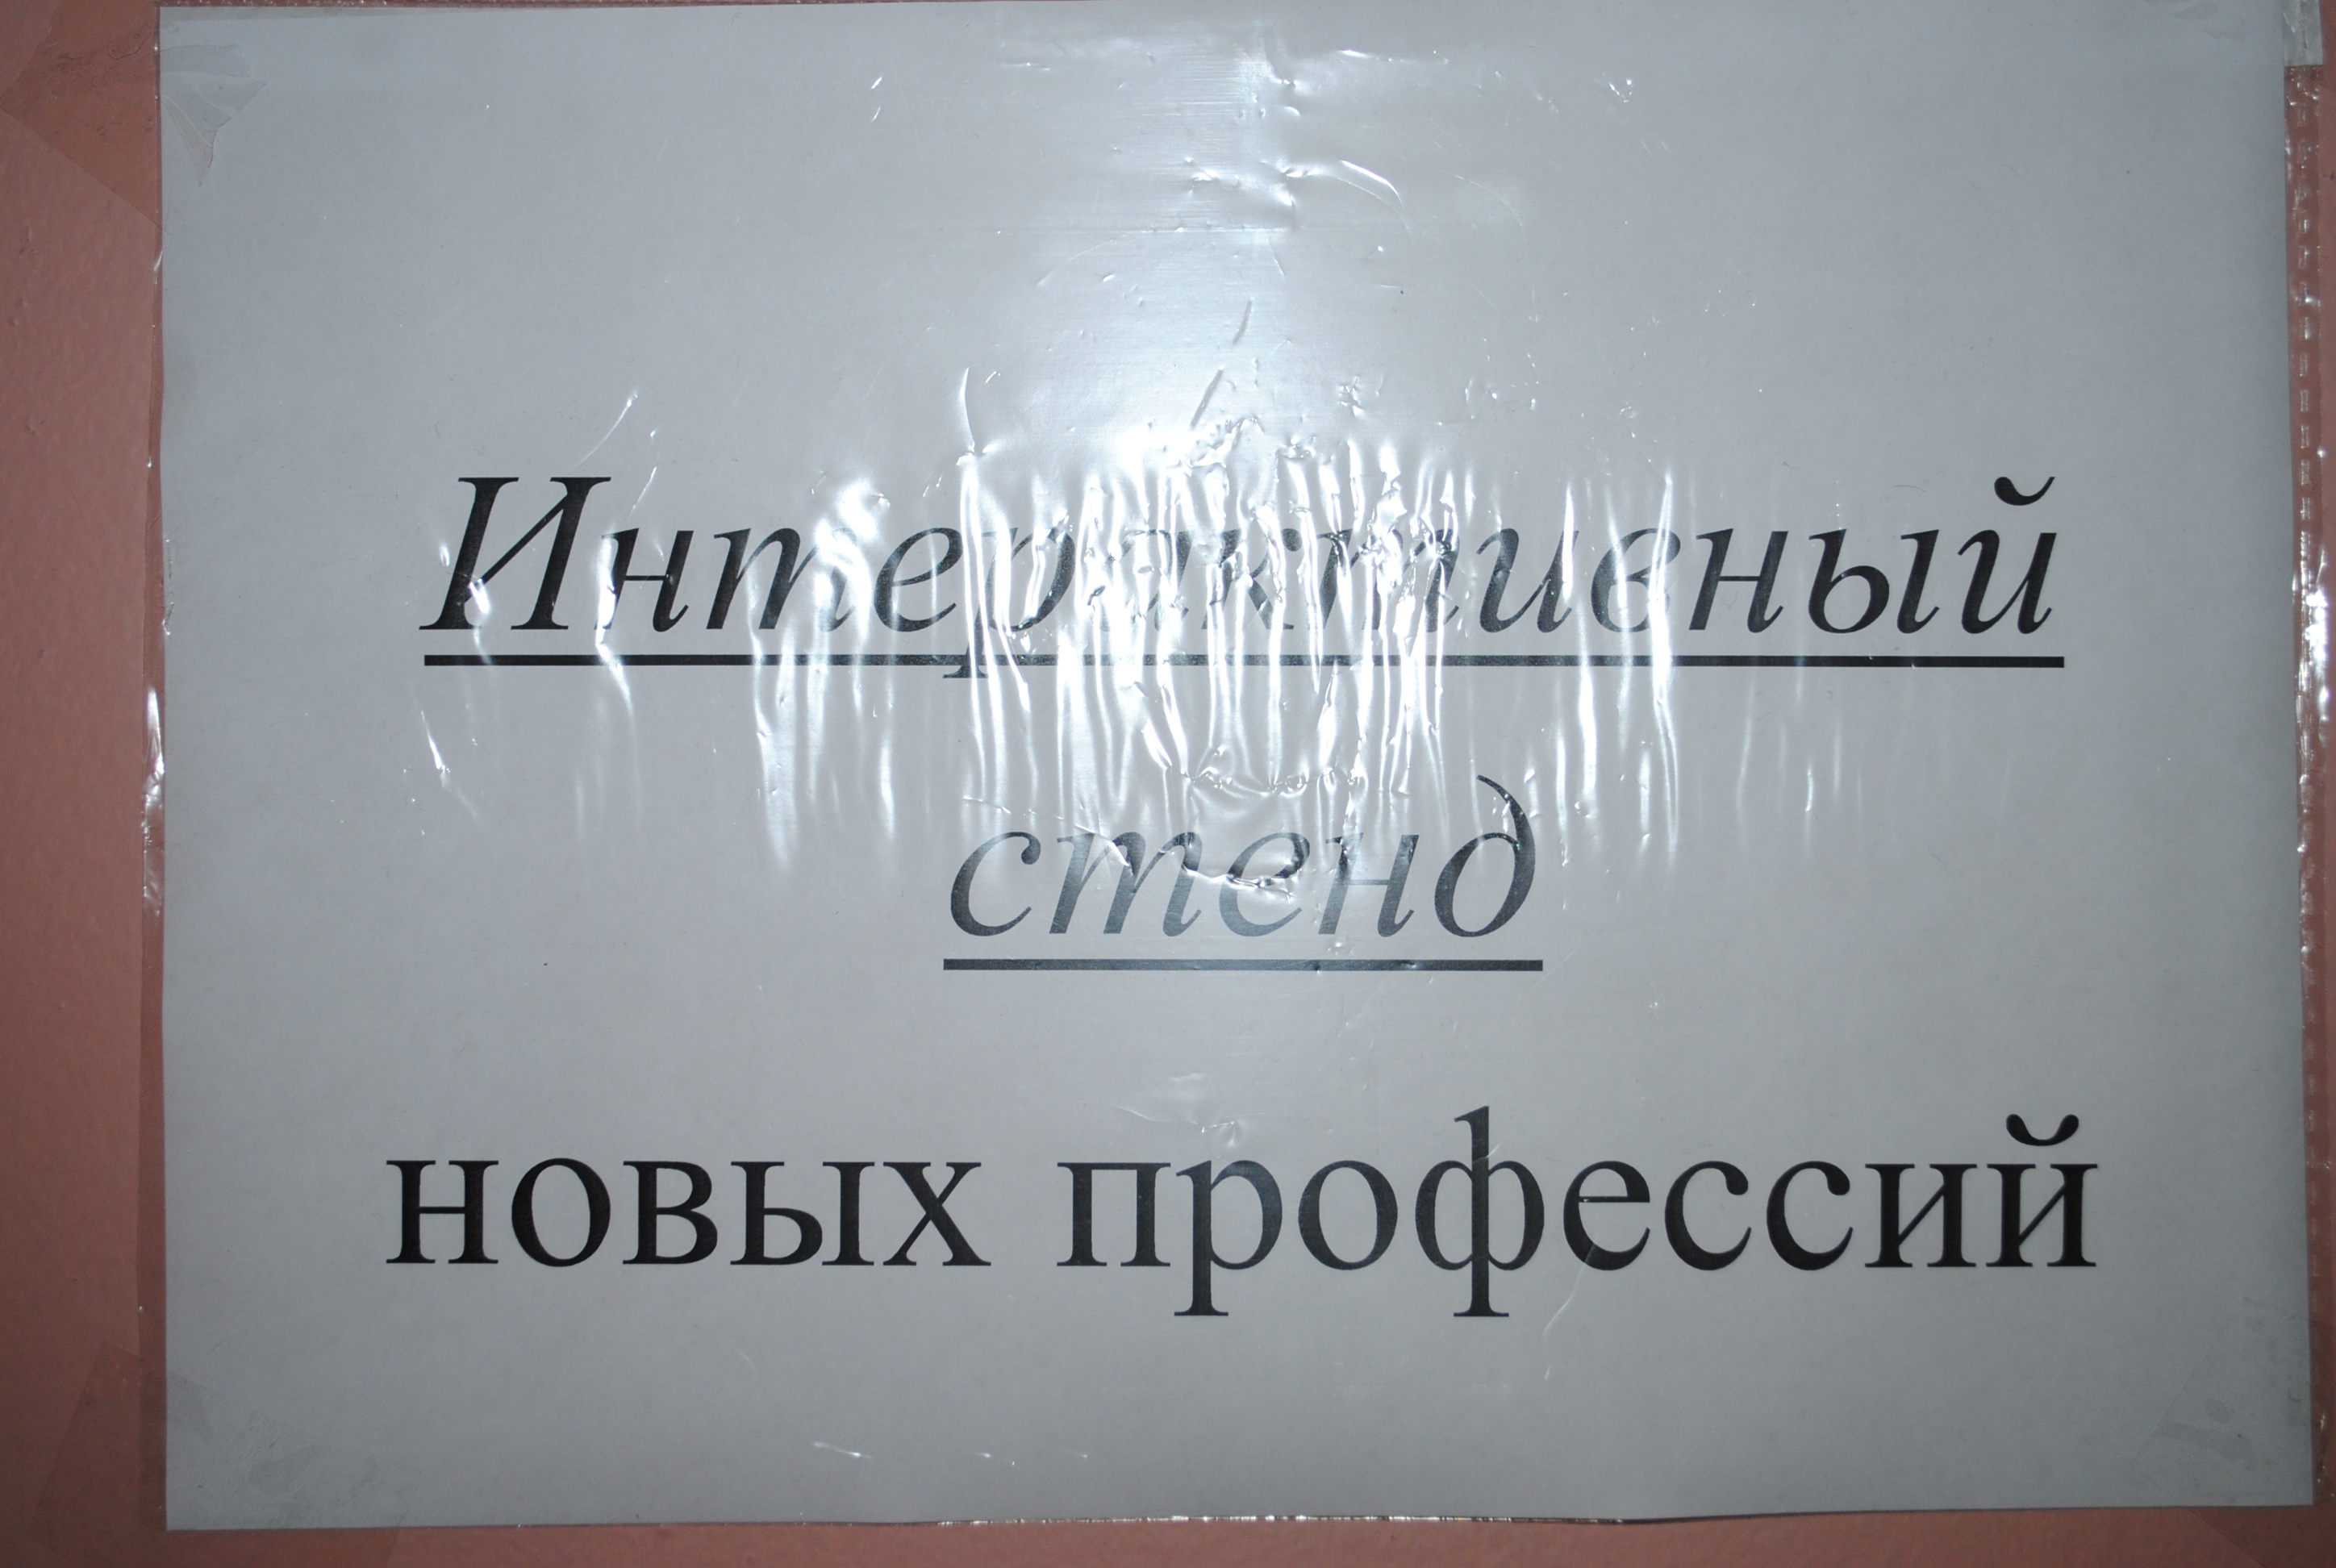 Интерактивный
стенд
новых профессий